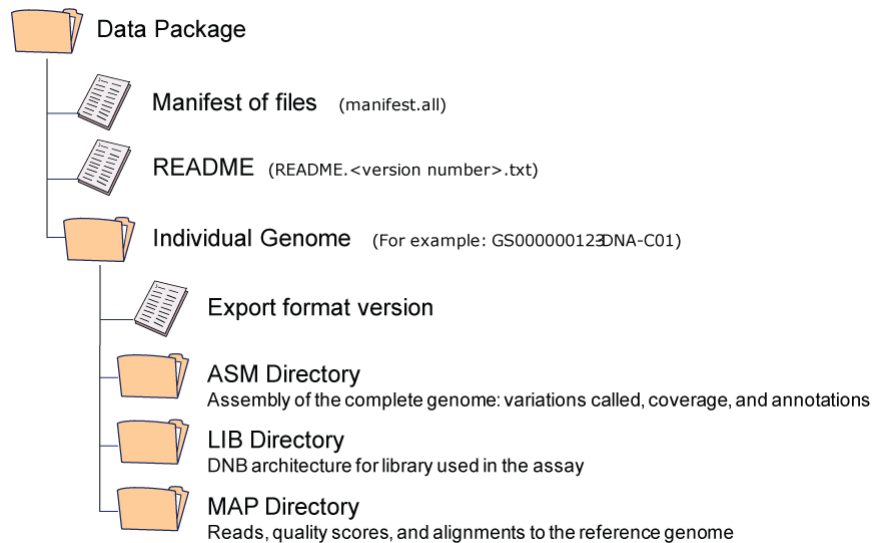 Data Package
Manifest of files (manifest.all)
README (README.<version number>.txt)
Individual Genome (For example: GS000000123-DNA-C01)
Export format version
ASM Directory
Assembly of the complete genome: variations called, coverage, and annotations
LIB Directory
DNB architecture for library used in the assay
MAP Directory
Reads, quality scores, and alignments to the reference genome